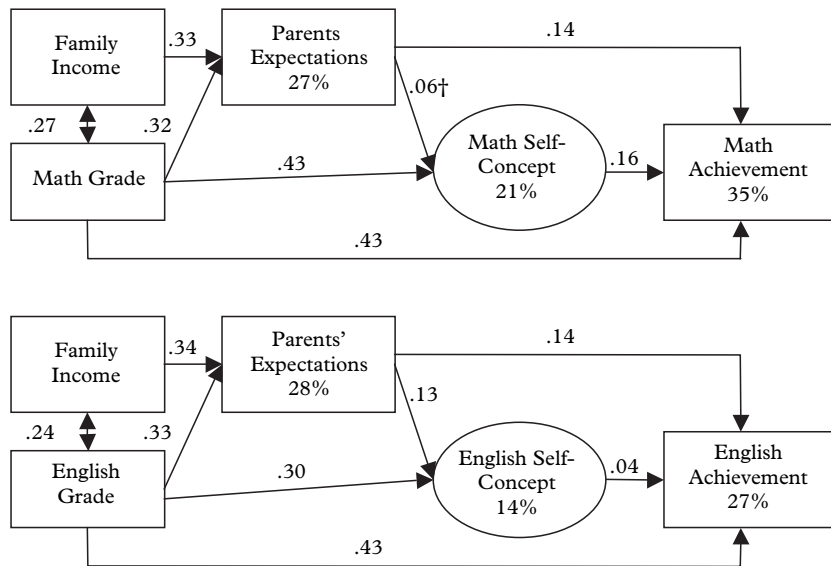 Family
Income
.33
Parents
Expectations
27%
.14
.06†
.27
.32
Math Grade
.43
Math Self-
Concept
21%
.16
Math
Achievement
35%
.43
Family
Income
.34
Parents’
Expectations
28%
.14
.13
.24
.33
English
Grade
.30
English Self-
Concept
14%
.04
English
Achievement
27%
.43